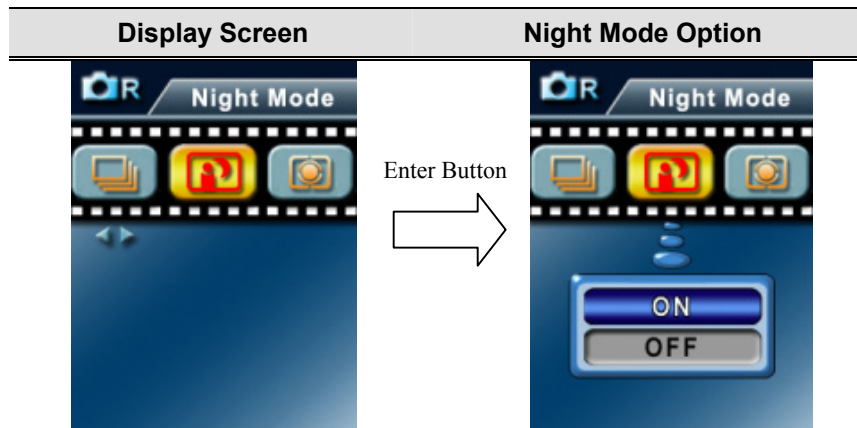 Display Screen Night Mode Option
R Night Mode
R Night Mode
Enter Button
ON
OFF